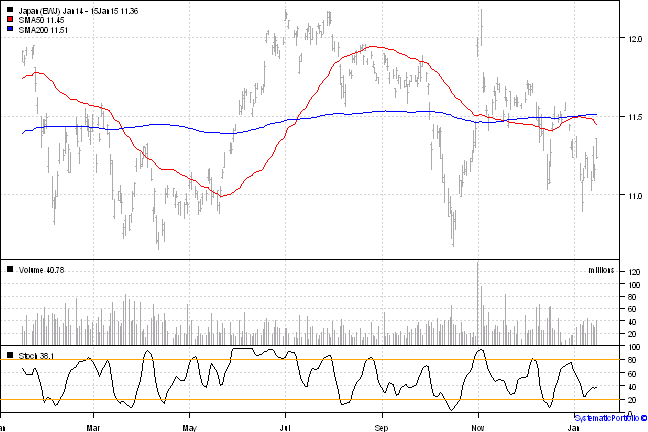 Japan (EWJ) Jan14 - 15Jan15 11.36
SMA50 11.45
SMA200 11.51
12.0
11.5
11.0
Volume 40.78
millions
120
100
80
60
40
20
Stoch 38.1
100
80
60
40
20
0
an Mar May Jul Sep Nov Jan
SystematicPortfolio ©